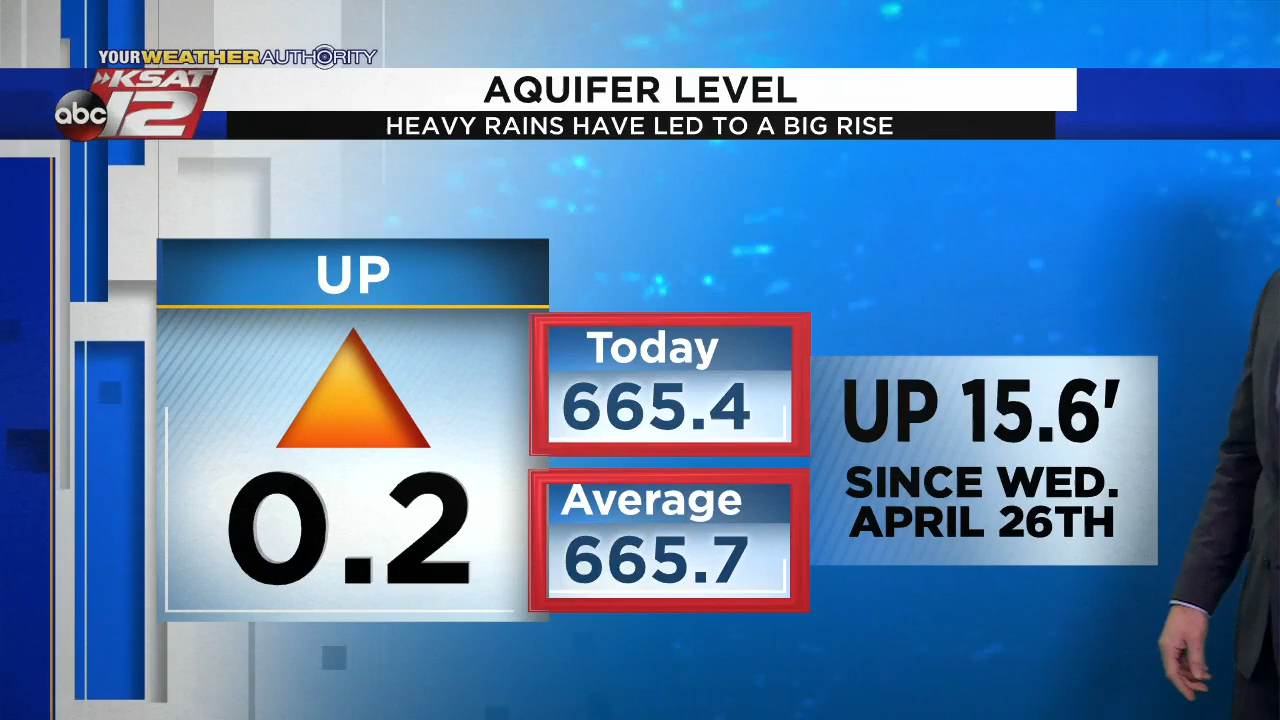 YOUR WEATHER AUTHORITY
KSAT
abc 12
AQUIFER LEVEL
HEAVY RAINS HAVE LED TO A BIG RISE
UP
0.2
Today
665.4
Average
665.7
UP 15.6'
SINCE WED.
APRIL 26TH